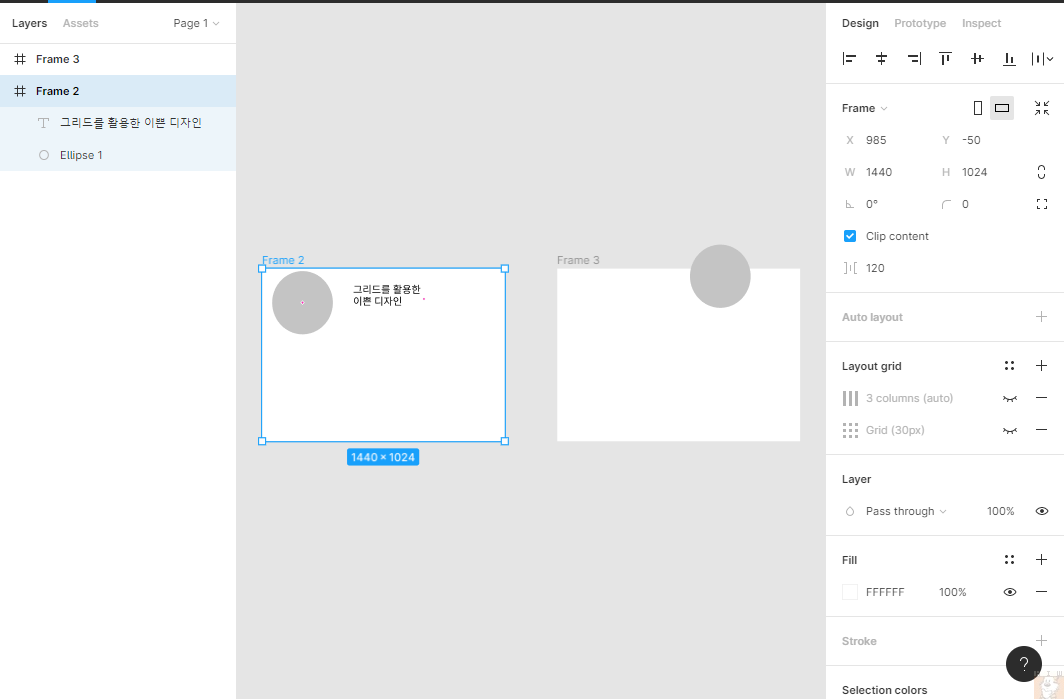 Layers Assets Page 1
Frame 3
Frame 2
그리드를 활용한 이쁜 디자인
Ellipse 1
Frame 2
그리드를 활용한
이쁜 디자인
1440 × 1024
Frame 3
Design Prototype Inspect
Frame
X 985 Y -50
W 1440 H 1024
0° 0
Clip content
120
Auto layout
Layout grid
3 columns (auto)
Grid (30px)
Layer
Pass through 100%
Fill
FFFFFF 100%
Stroke
?
Selection colors